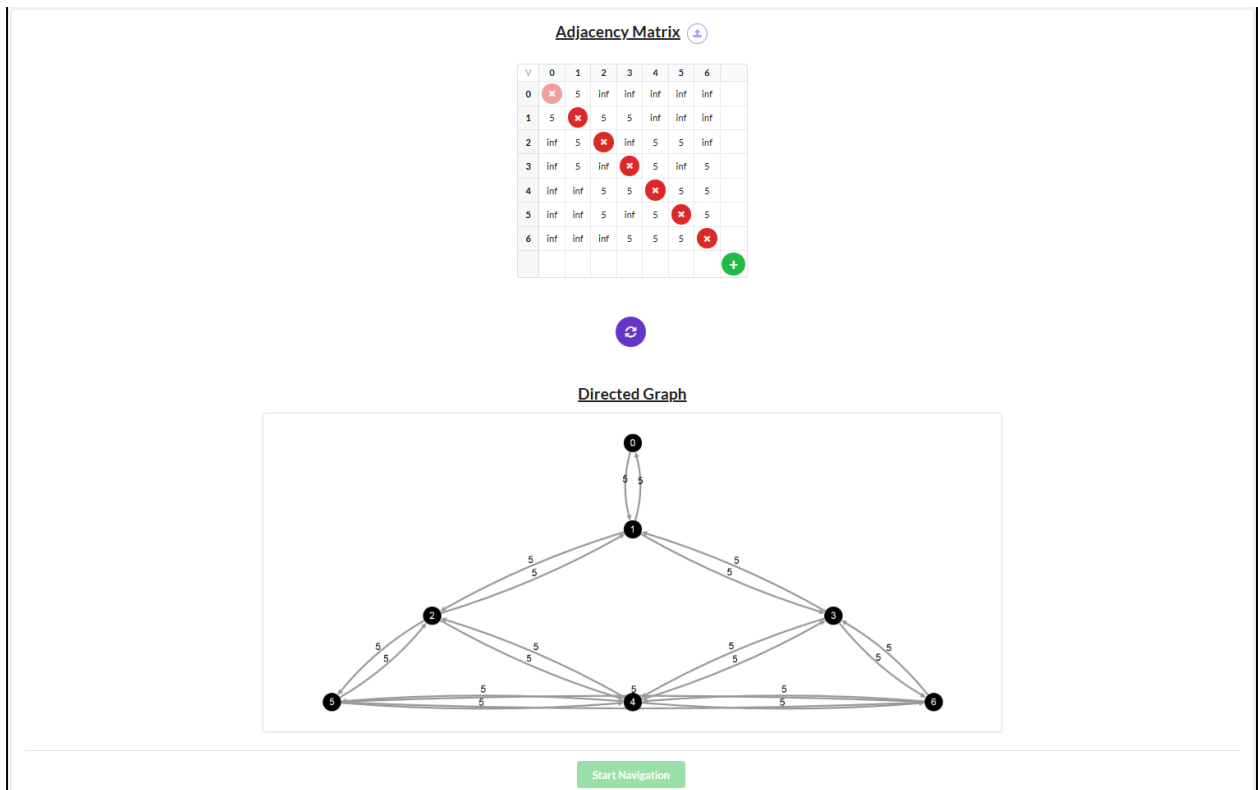 Adjacency Matrix
V 0 1 2 3 4 5 6
0 5 inf inf inf inf inf
1 5 5 5 inf inf inf
2 inf 5 inf 5 5 inf
3 inf 5 inf 5 inf 5
4 inf inf 5 5 5 5
5 inf inf 5 inf 5 5
6 inf inf inf 5 5 5
+
Directed Graph
0
5 5
1
5 5
5 5
2 3
5 5 5 5
5 5 5 5
5 5 5
5 4 6
5 5
Start Navigation